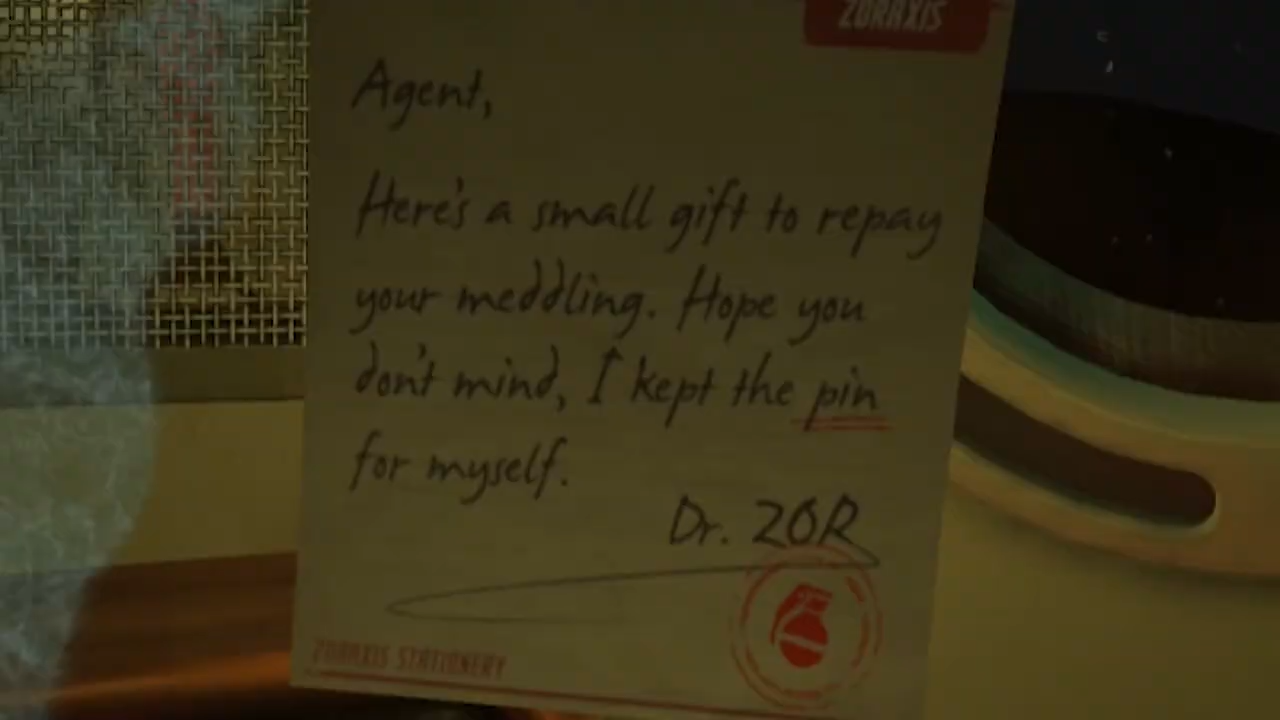 ZORAXIS
Agent,
Here's a small gift to repay
your meddling. Hope you
don't mind, I kept the pin
for myself.
Dr. ZOR
ZORAXIS STATIONERY